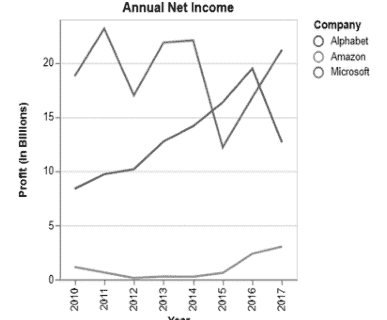 Annual Net Income
Company
Alphabet
Amazon
Microsoft
Profit (In Billions)
20
15
10
5
0
2010
2011
2012
2013
2014
2015
2016
2017
Year